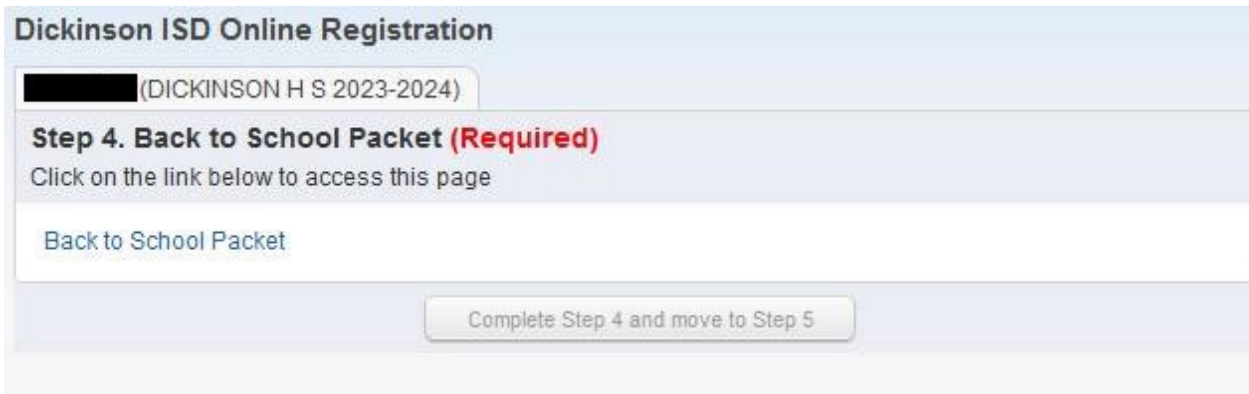 Dickinson ISD Online Registration
(DICKINSON H S 2023-2024)
Step 4. Back to School Packet (Required)
Click on the link below to access this page
Back to School Packet
Complete Step 4 and move to Step 5